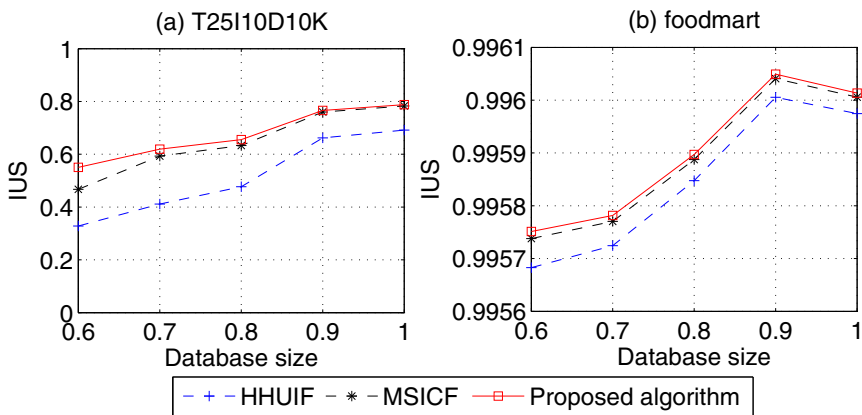 (a) T25I10D10K
1
0.8
0.6
0.4
0.2
0
IUS
0.6 0.7 0.8 0.9 1
Database size
(b) foodmart
0.9961
0.996
0.9959
0.9958
0.9957
0.9956
IUS
0.6 0.7 0.8 0.9 1
Database size
HHUIF MSICF Proposed algorithm